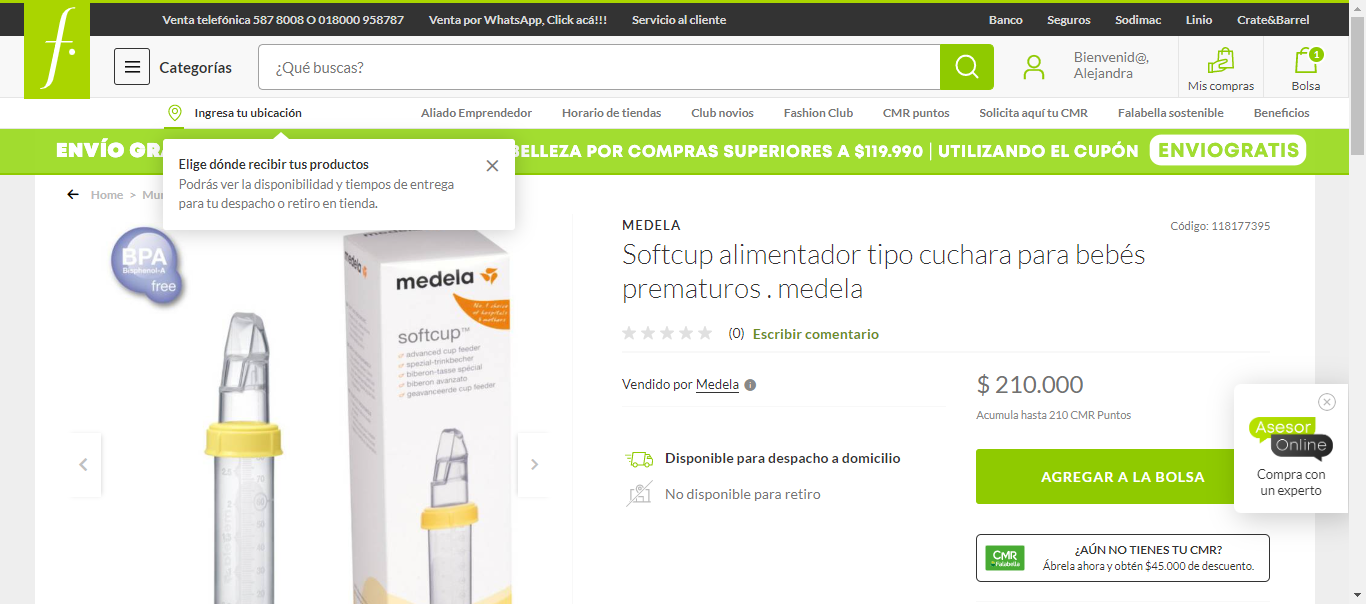 Venta telefónica 587 8008 O 018000 958787
Venta por WhatsApp, Click acá!!!
Servicio al cliente
Banco
Seguros
Sodimac
Linio
Crate&Barrel
f.
Categorías
¿Qué buscas?
Bienvenid@,
Alejandra
Mis compras
1
Bolsa
Ingresa tu ubicación
Aliado Emprendedor
Horario de tiendas
Club novios
Fashion Club
CMR puntos
Solicita aquí tu CMR
Falabella sostenible
Beneficios
ENVÍO
BELLEZA POR COMPRAS SUPERIORES A $119.990 | UTILIZANDO EL CUPÓN
ENVIOGRATIS
Elige dónde recibir tus productos
Podrás ver la disponibilidad y tiempos de entrega
para tu despacho o retiro en tienda.
Home >
BPA
Bisphenol-A
free
medela
medela
softcup™
advanced cup feeder
spezial-trinkbecher
biberon-tasse spécial
biberon avanzato
geavanceerde cup feeder
MEDELA
Código: 118177395
Softcup alimentador tipo cuchara para bebés
prematuros . medela
(0) Escribir comentario
Vendido por Medela
$ 210.000
Acumula hasta 210 CMR Puntos
Disponible para despacho a domicilio
No disponible para retiro
AGREGAR A LA BOLSA
Asesor
Online
Compra con
un experto
CMR
Falabella
¿AÚN NO TIENES TU CMR?
Ábrela ahora y obtén $45.000 de descuento.